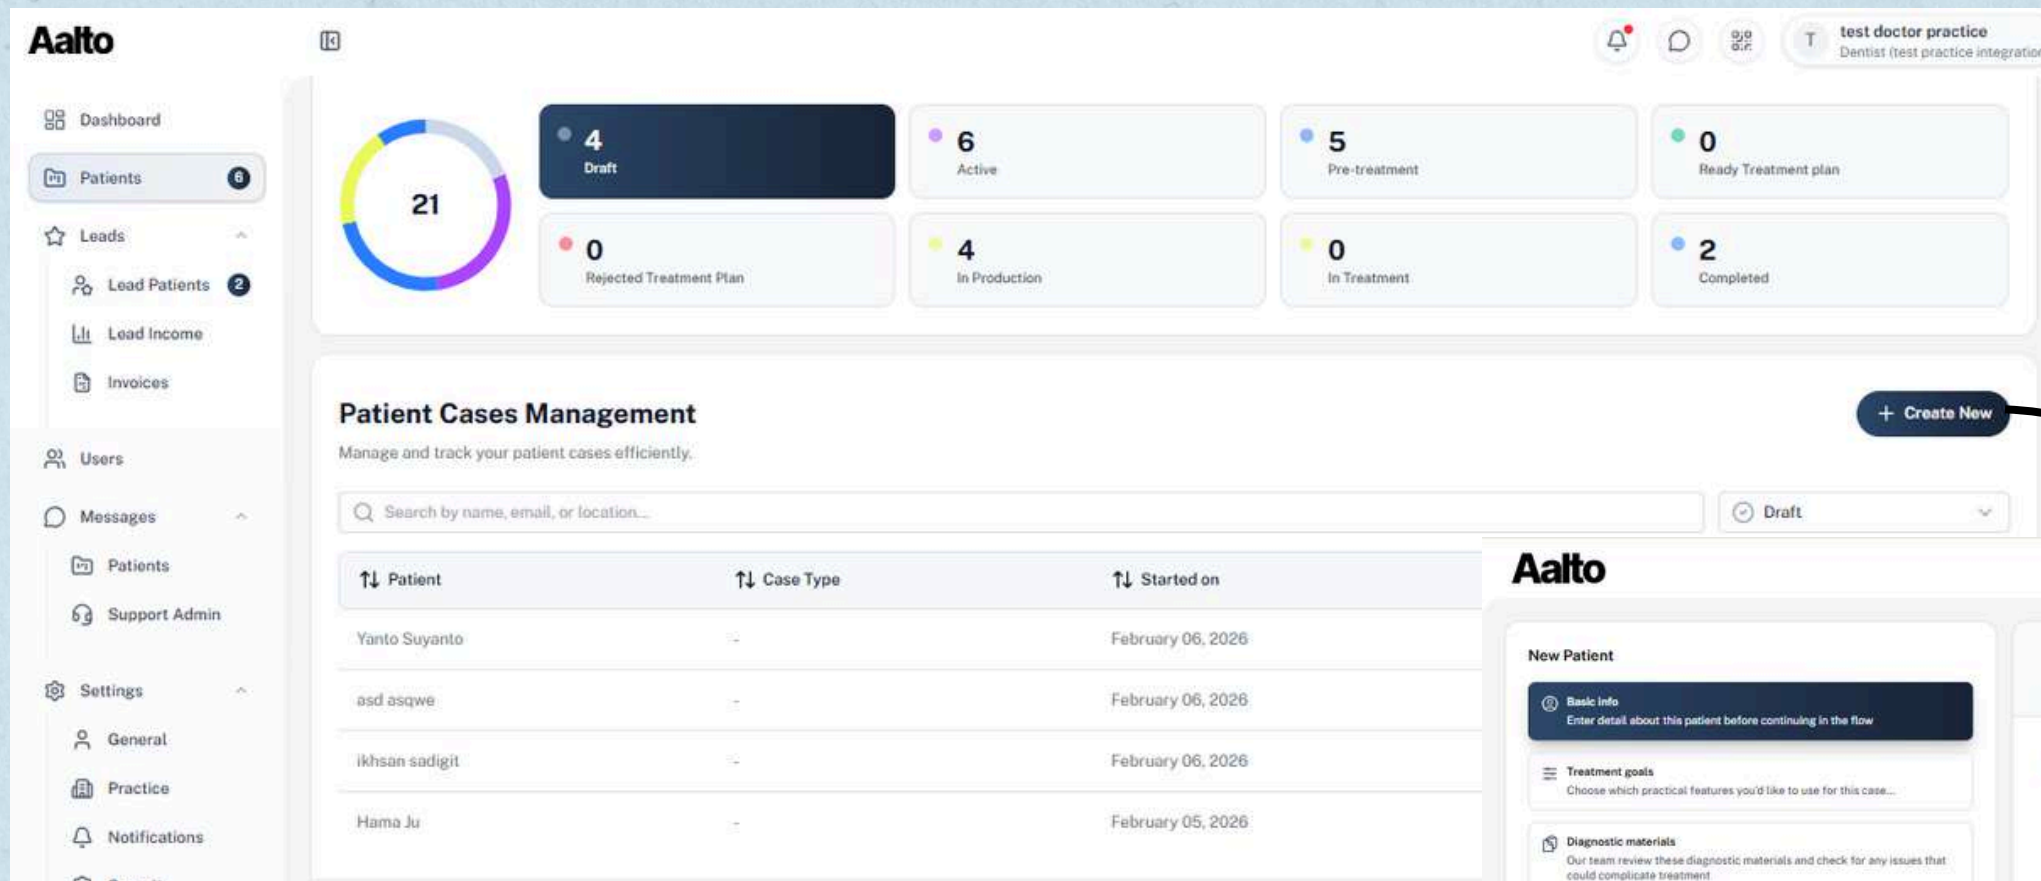 Aalto
test doctor practice
Dentist (test practice integration
T
Dashboard
Patients 6
Leads
Lead Patients 2
Lead Income
Invoices
Users
Messages
Patients
Support Admin
Settings
General
Practice
Notifications
21
4
Draft
6
Active
5
Pre-treatment
0
Ready Treatment plan
0
Rejected Treatment Plan
4
In Production
0
In Treatment
2
Completed
Patient Cases Management
Manage and track your patient cases efficiently.
+ Create New
Search by name, email, or location...
Draft
Patient Case Type Started on
Yanto Suyanto - February 06, 2026
asd asqwe - February 06, 2026
ikhsan sadigit - February 06, 2026
Hama Ju - February 05, 2026
Aalto
New Patient
Basic info
Enter detail about this patient before continuing in the flow
Treatment goals
Choose which practical features you'd like to use for this case...
Diagnostic materials
Our team review these diagnostic materials and check for any issues that
could complicate treatment